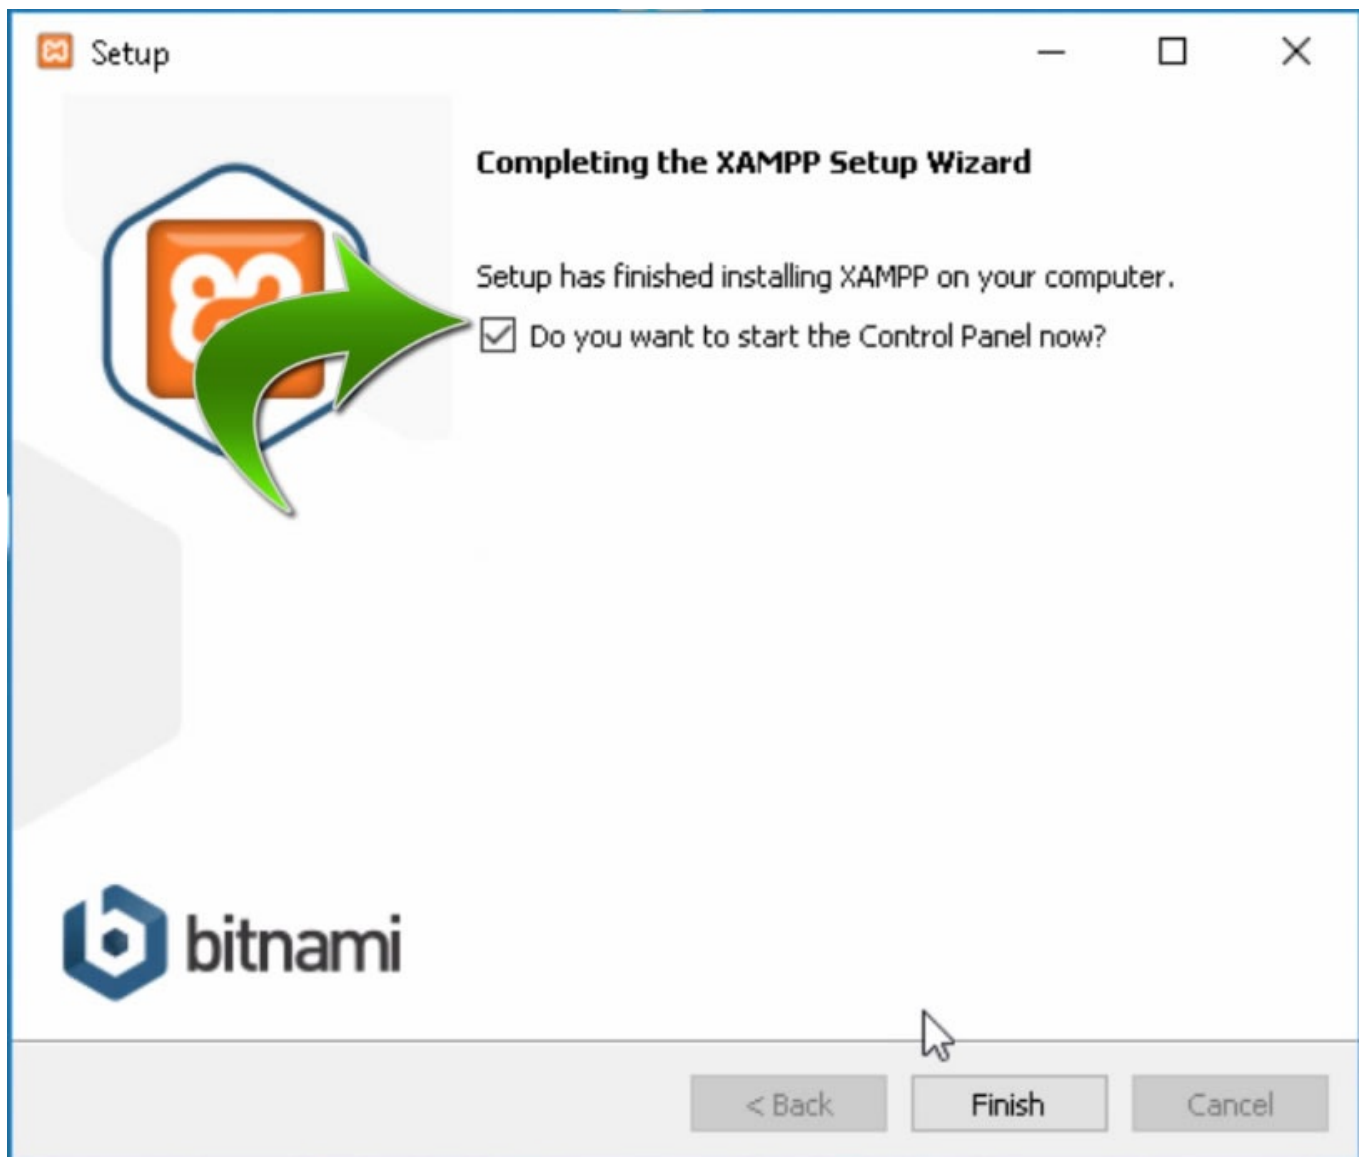 Setup
Completing the XAMPP Setup Wizard
Setup has finished installing XAMPP on your computer.
Do you want to start the Control Panel now?
bitnami
< Back
Finish
Cancel